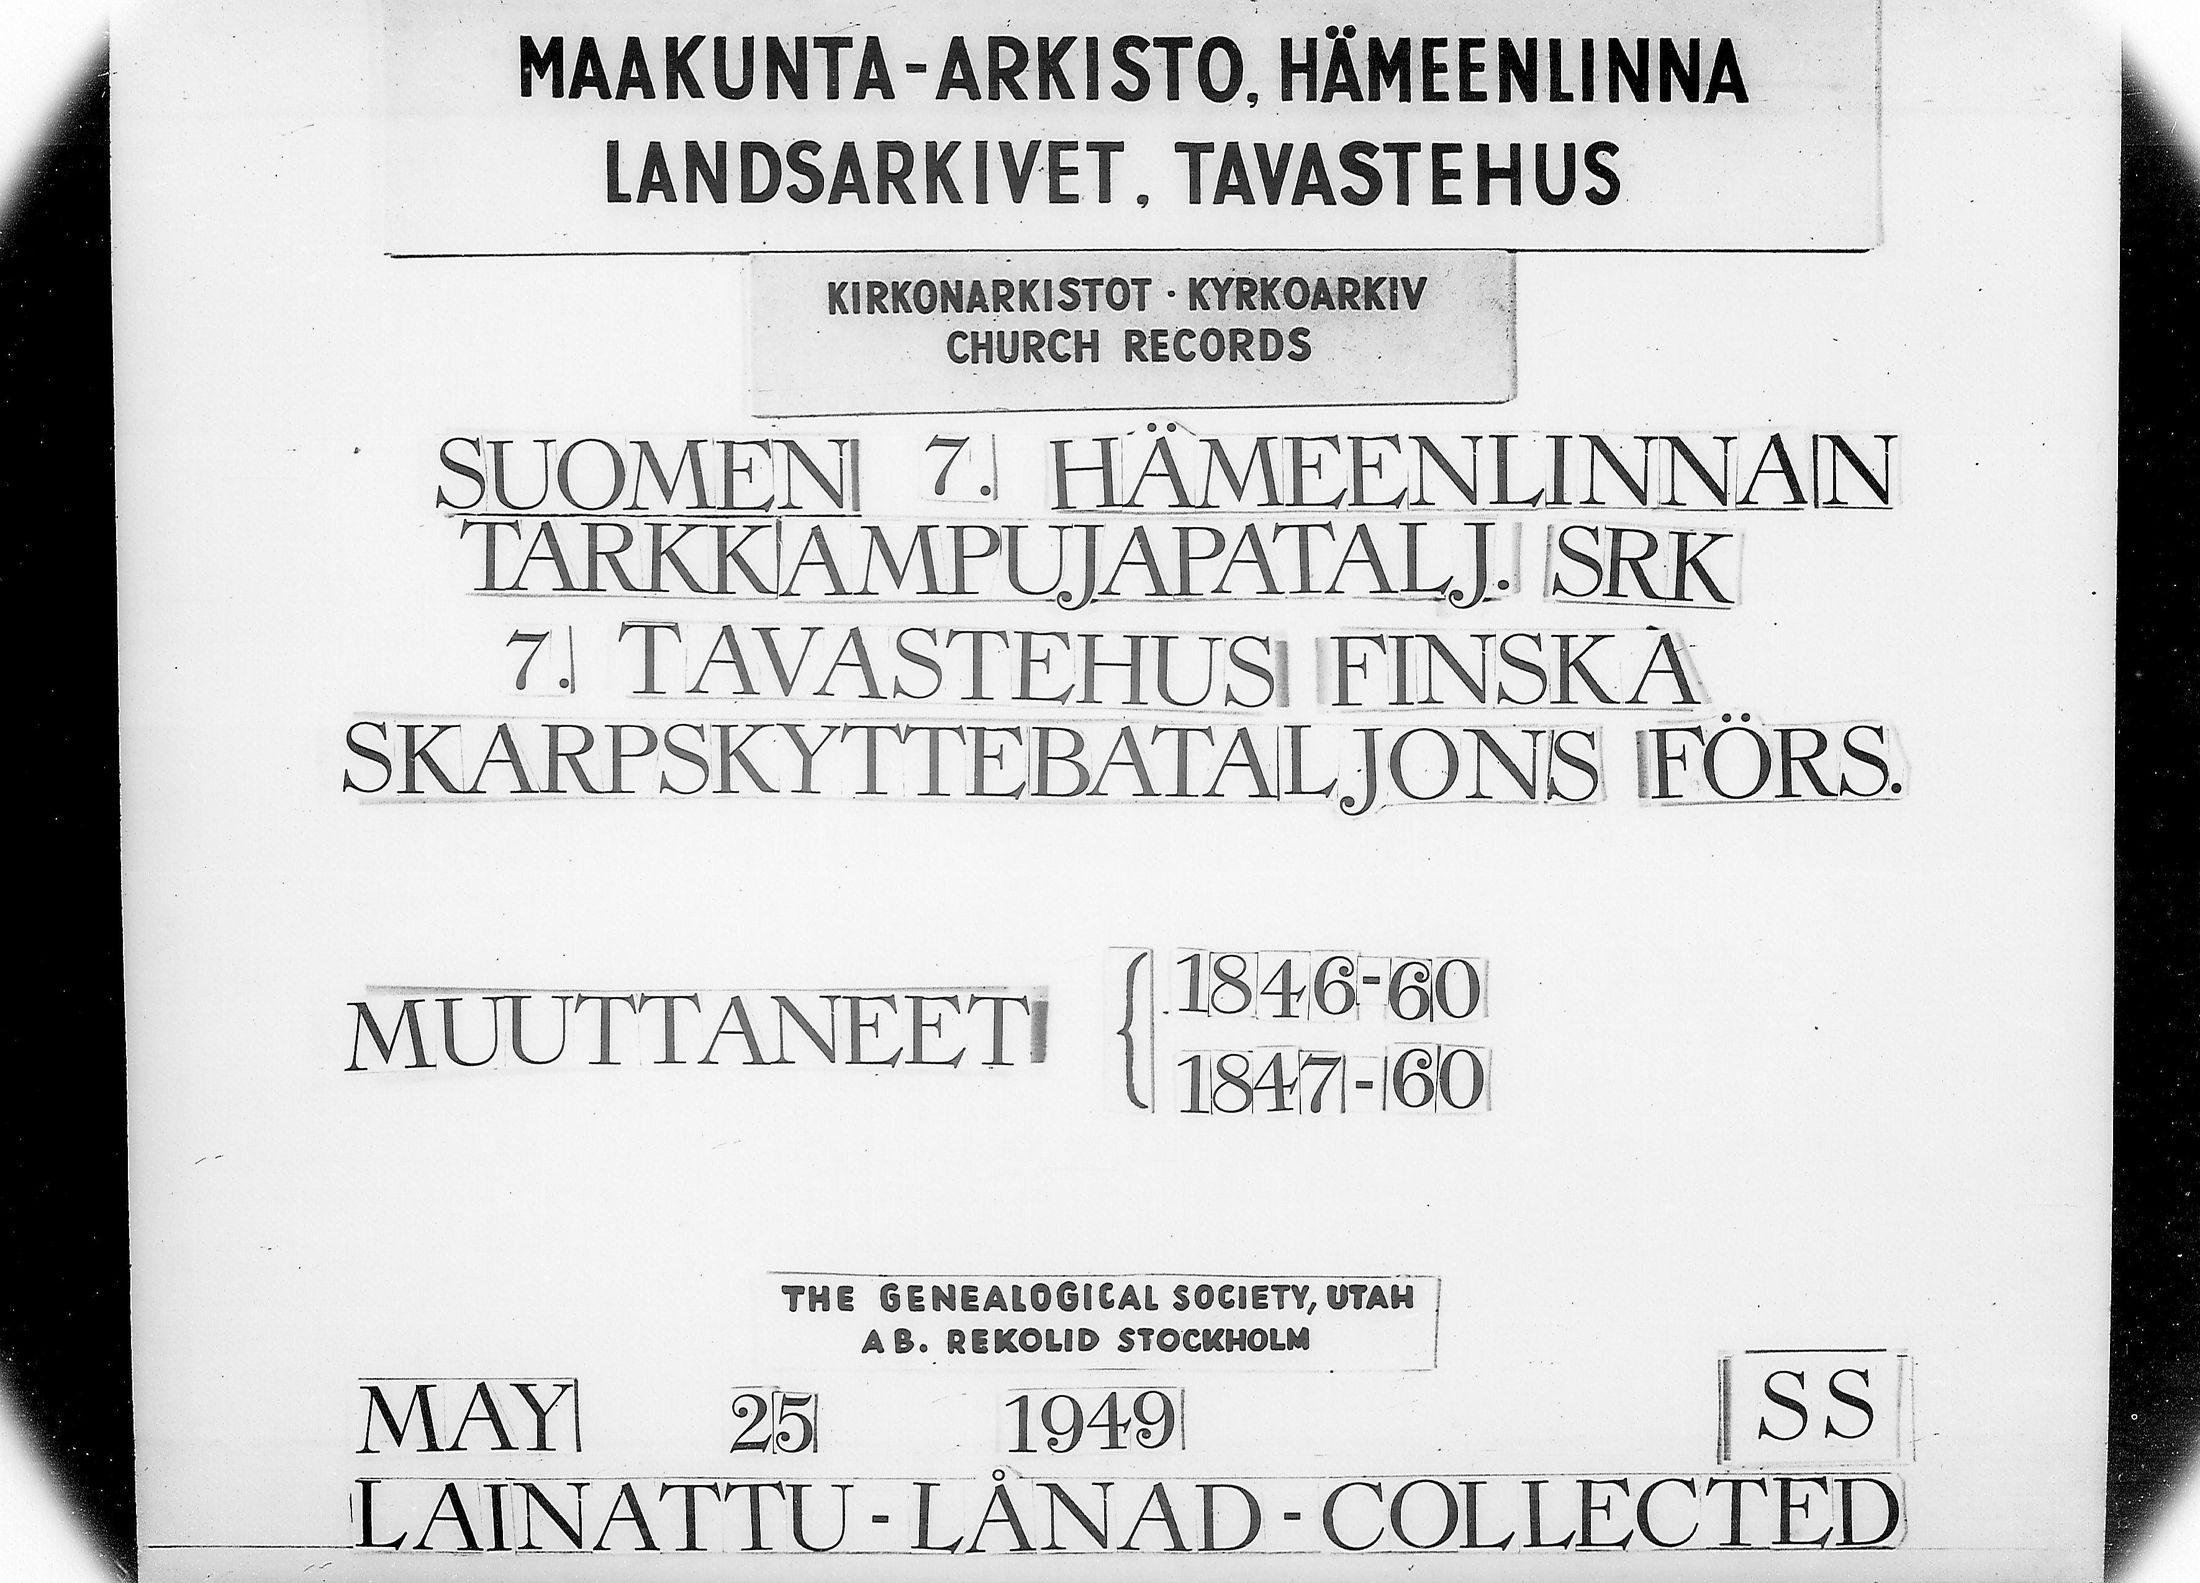 MAAKUNTA-ARKISTO, HÄMEENLINNA
LANDSARKIVET, TAVASTEHUS
KIRKONARKISTOT · KYRKOARKIV
CHURCH RECORDS
SUOMEN 7. HÄMEENLINNAN
TARKKAMPUJAPATALJ. SRK
7. TAVASTEHUS FINSKA
SKARPSKYTTEBATALJONS FÖRS.
MUUTTANEET { 1846-60
1847-60
THE GENEALOGICAL SOCIETY, UTAH
AB. REKOLID STOCKHOLM
MAY 25 1949 SS
LAINATTU-LÅNAD-COLLECTED